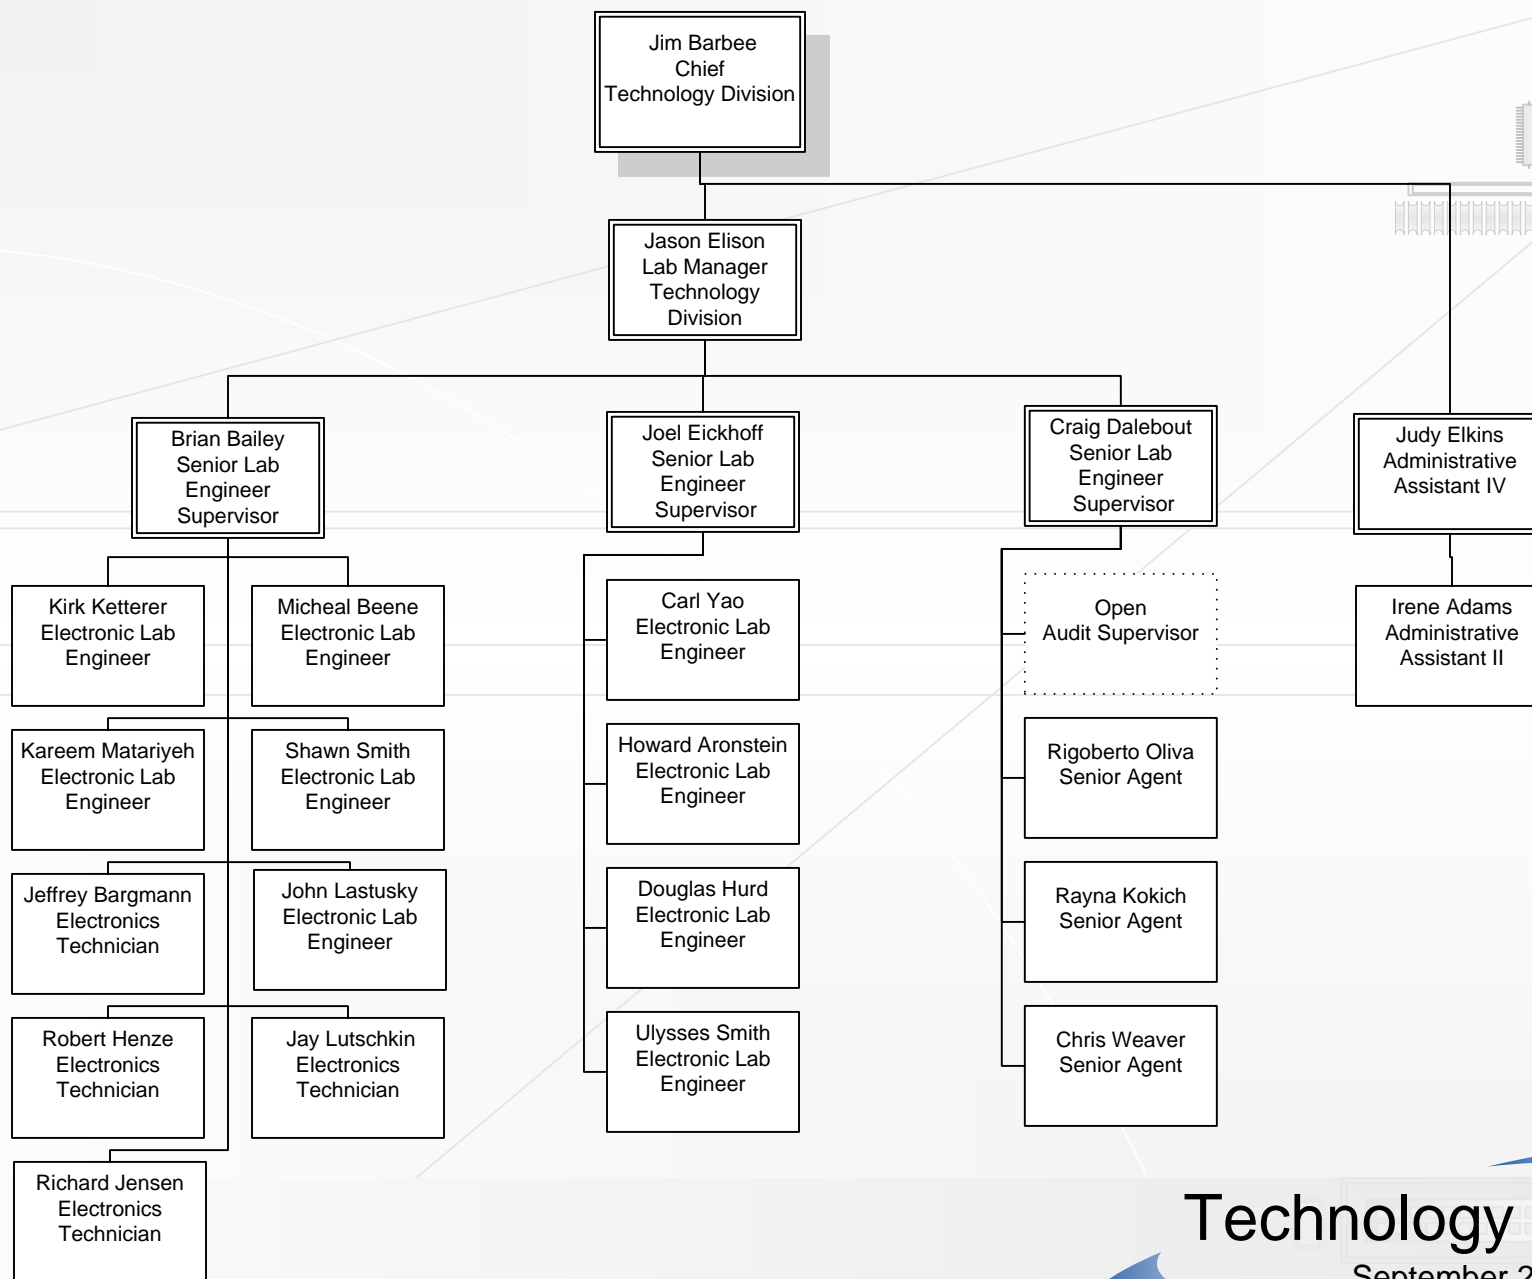 Jim Barbee
Chief
Technology Division
Jason Elison
Lab Manager
Technology
Division
Brian Bailey
Senior Lab
Engineer
Supervisor
Joel Eickhoff
Senior Lab
Engineer
Supervisor
Craig Dalebout
Senior Lab
Engineer
Supervisor
Judy Elkins
Administrative
Assistant IV
Kirk Ketterer
Electronic Lab
Engineer
Micheal Beene
Electronic Lab
Engineer
Carl Yao
Electronic Lab
Engineer
Open
Audit Supervisor
Irene Adams
Administrative
Assistant II
Kareem Matariyeh
Electronic Lab
Engineer
Shawn Smith
Electronic Lab
Engineer
Howard Aronstein
Electronic Lab
Engineer
Rigoberto Oliva
Senior Agent
Jeffrey Bargmann
Electronics
Technician
John Lastusky
Electronic Lab
Engineer
Douglas Hurd
Electronic Lab
Engineer
Rayna Kokich
Senior Agent
Robert Henze
Electronics
Technician
Jay Lutschkin
Electronics
Technician
Ulysses Smith
Electronic Lab
Engineer
Chris Weaver
Senior Agent
Richard Jensen
Electronics
Technician
Technology
September 2